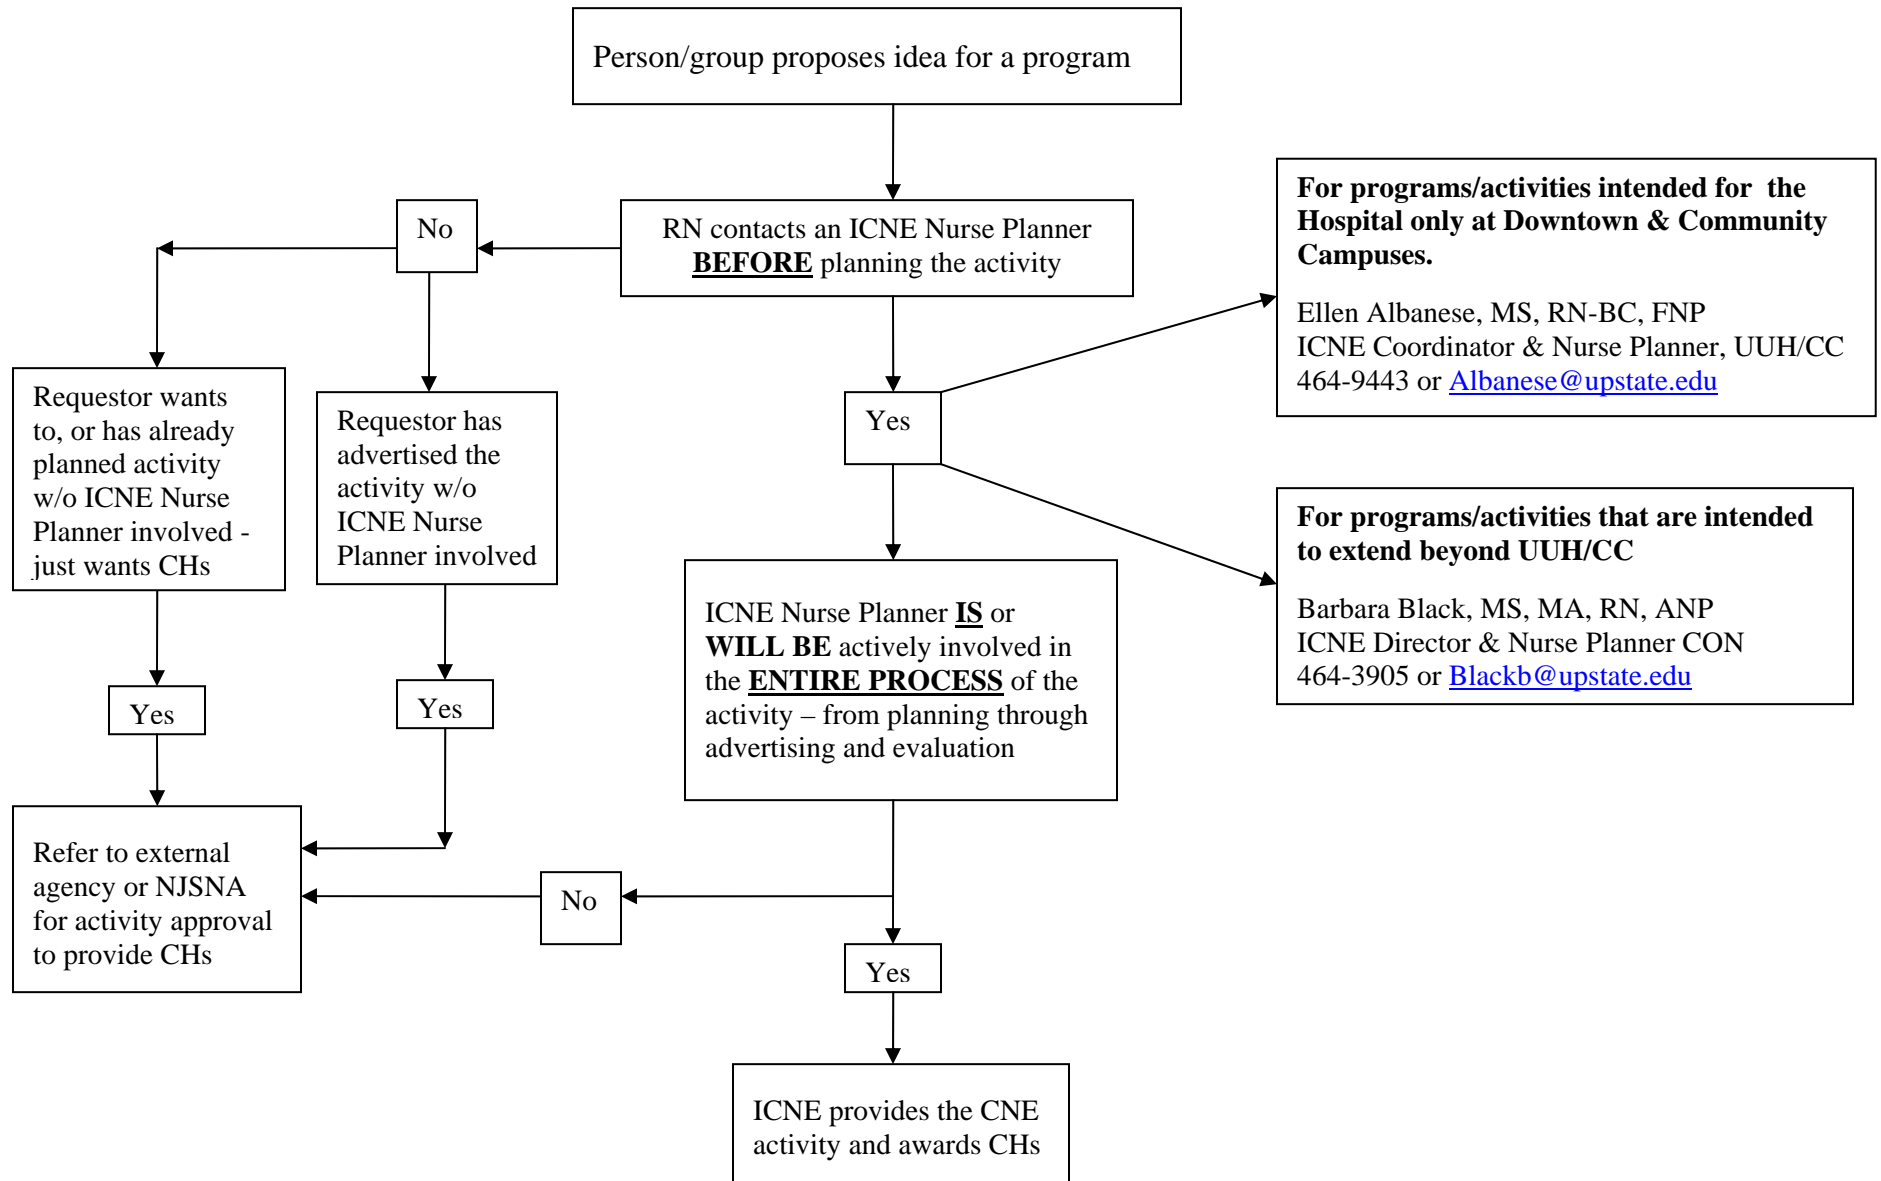 Person/group proposes idea for a program
For programs/activities intended for the
Hospital only at Downtown & Community
Campuses.
Ellen Albanese, MS, RN-BC, FNP
ICNE Coordinator & Nurse Planner, UUH/CC
464-9443 or Albanese@upstate.edu
No
RN contacts an ICNE Nurse Planner
BEFORE planning the activity
Requestor wants
to, or has already
planned activity
w/o ICNE Nurse
Planner involved -
just wants CHs
Requestor has
advertised the
activity w/o
ICNE Nurse
Planner involved
Yes
For programs/activities that are intended
to extend beyond UUH/CC
Barbara Black, MS, MA, RN, ANP
ICNE Director & Nurse Planner CON
464-3905 or Blackb@upstate.edu
ICNE Nurse Planner IS or
WILL BE actively involved in
the ENTIRE PROCESS of the
activity – from planning through
advertising and evaluation
Yes
Yes
Refer to external
agency or NJSNA
for activity approval
to provide CHs
No
Yes
ICNE provides the CNE
activity and awards CHs